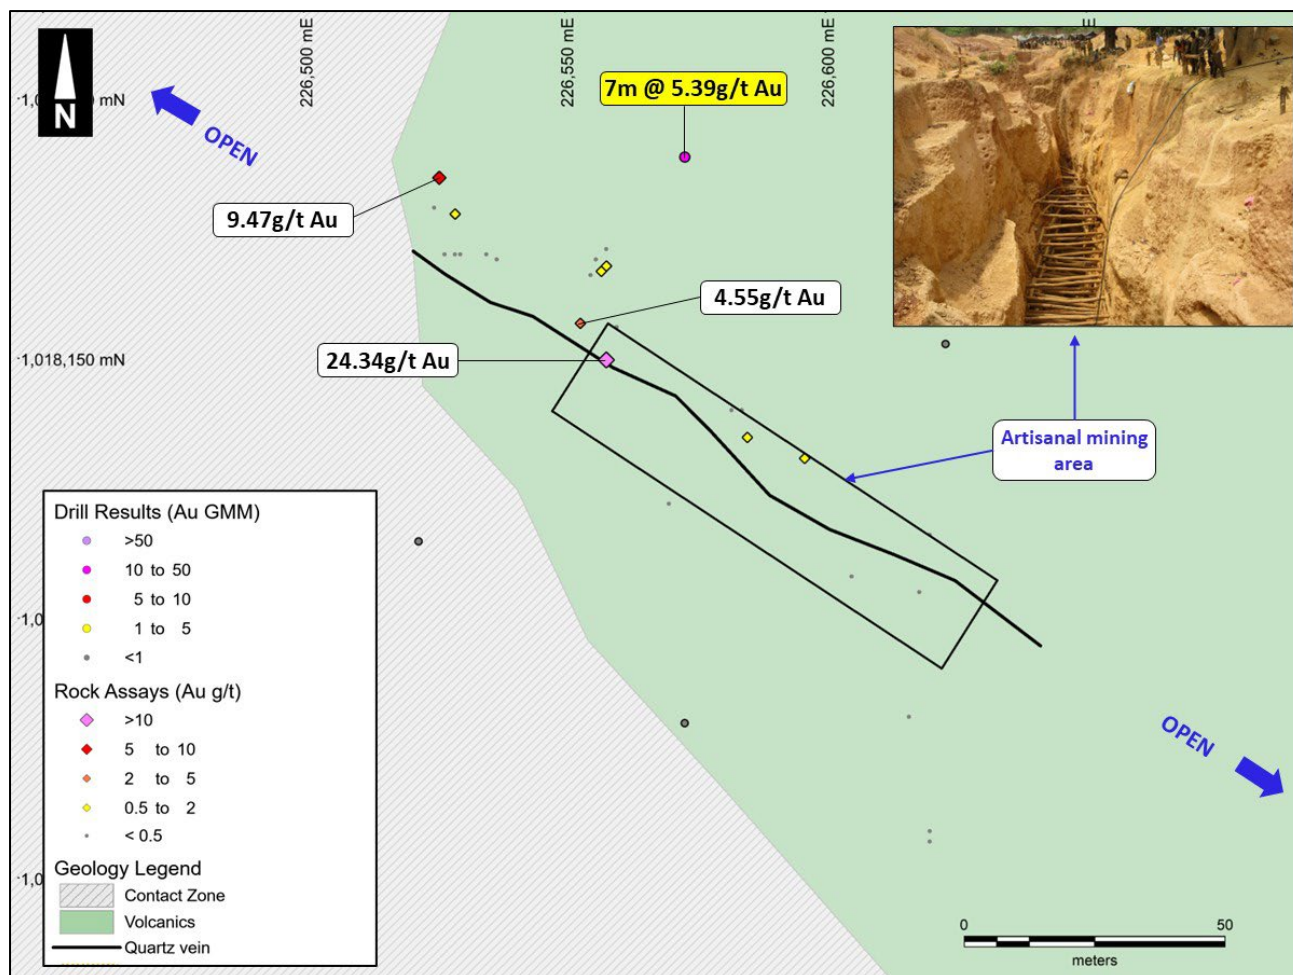 226,500 mE
226,550 mE
226,600 mE
N
OPEN
7m @ 5.39g/t Au
9.47g/t Au
4.55g/t Au
24.34g/t Au
1,018,150 mN
Artisanal mining
area
OPEN
Drill Results (Au GMM)
>50
10 to 50
5 to 10
1 to 5
<1
Rock Assays (Au g/t)
>10
5 to 10
2 to 5
0.5 to 2
< 0.5
Geology Legend
Contact Zone
Volcanics
Quartz vein
0 50
meters